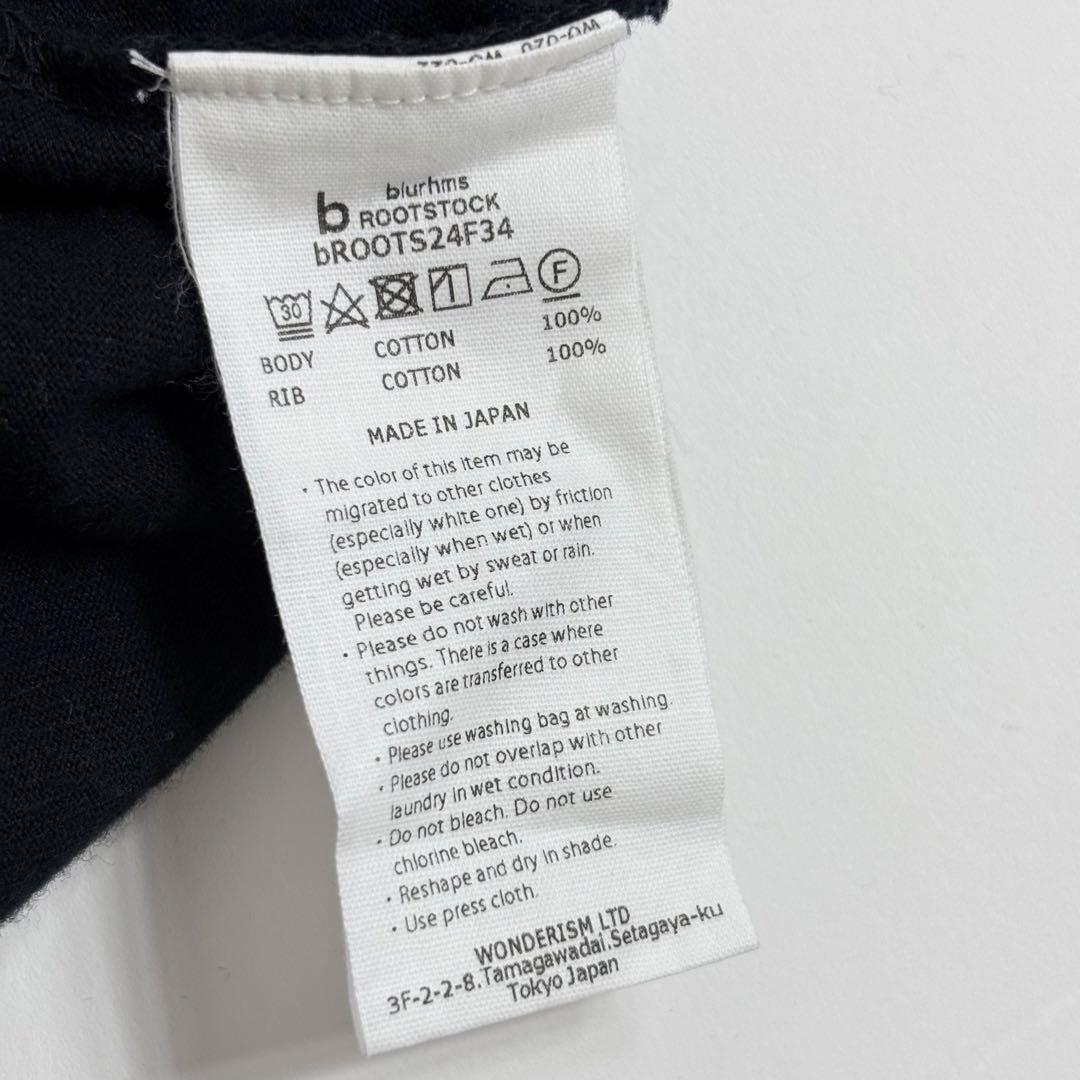 blurhms
b ROOTSTOCK
bROOTS24F34
30 F
BODY COTTON 100%
RIB COTTON 100%
MADE IN JAPAN
・The color of this item may be
migrated to other clothes
(especially white one) by friction
(especially when wet) or when
getting wet by sweat or rain.
Please be careful.
・Please do not wash with other
things. There is a case where
colors are transferred to other
clothing.
・Please use washing bag at washing.
・Please do not overlap with other
laundry in wet condition.
・Do not bleach. Do not use
chlorine bleach.
・Reshape and dry in shade.
・Use press cloth.
WONDERISM LTD
3F-2-2-8.Tamagawadai.Setagaya-ku
Tokyo Japan